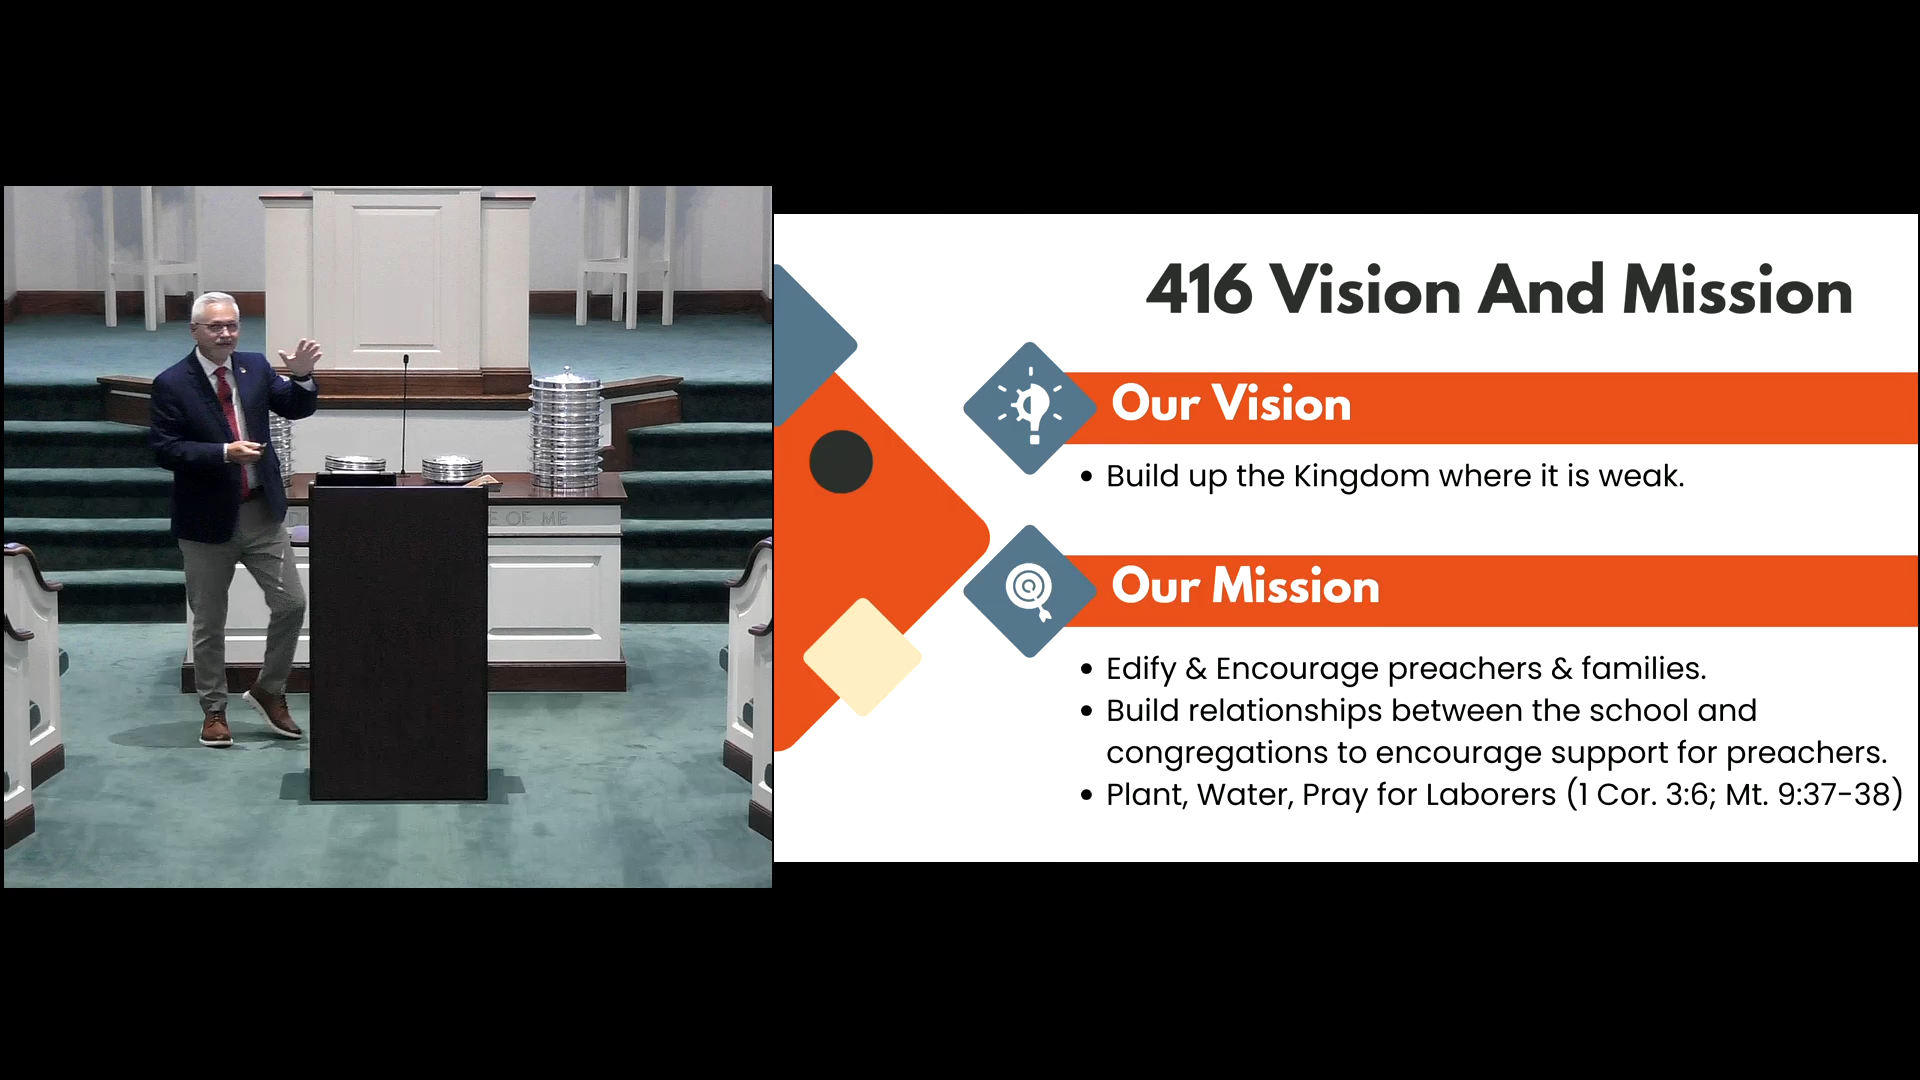 E OF ME
416 Vision And Mission
Our Vision
• Build up the Kingdom where it is weak.
Our Mission
• Edify & Encourage preachers & families.
• Build relationships between the school and
congregations to encourage support for preachers.
• Plant, Water, Pray for Laborers (1 Cor. 3:6; Mt. 9:37-38)